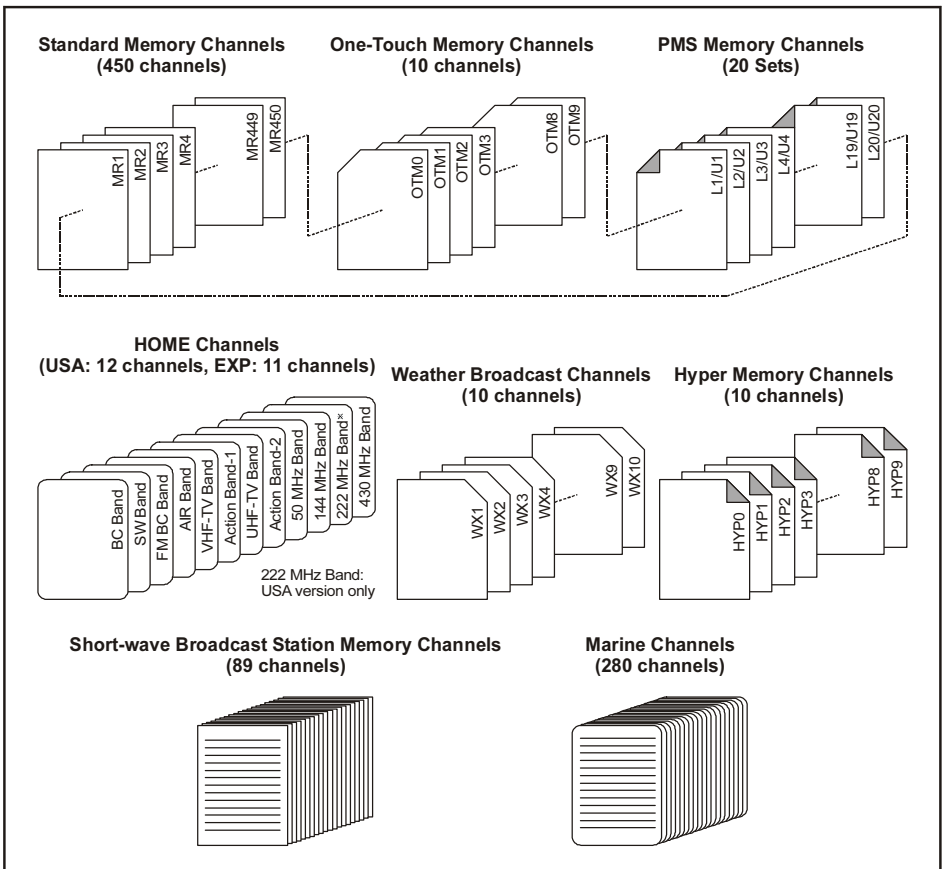 Standard Memory Channels
(450 channels)
One-Touch Memory Channels
(10 channels)
PMS Memory Channels
(20 Sets)
MR1
MR2
MR3
MR4
MR449
MR450
OTM0
OTM1
OTM2
OTM3
OTM8
OTM9
L1/U1
L2/U2
L3/U3
L4/U4
L19/U19
L20/U20
HOME Channels
(USA: 12 channels, EXP: 11 channels)
Weather Broadcast Channels
(10 channels)
Hyper Memory Channels
(10 channels)
BC Band
SW Band
FM BC Band
AIR Band
VHF-TV Band
Action Band-1
UHF-TV Band
Action Band-2
50 MHz Band
144 MHz Band
222 MHz Band※
430 MHz Band
222 MHz Band:
USA version only
WX1
WX2
WX3
WX4
WX9
WX10
HYP0
HYP1
HYP2
HYP3
HYP8
HYP9
Short-wave Broadcast Station Memory Channels
(89 channels)
Marine Channels
(280 channels)